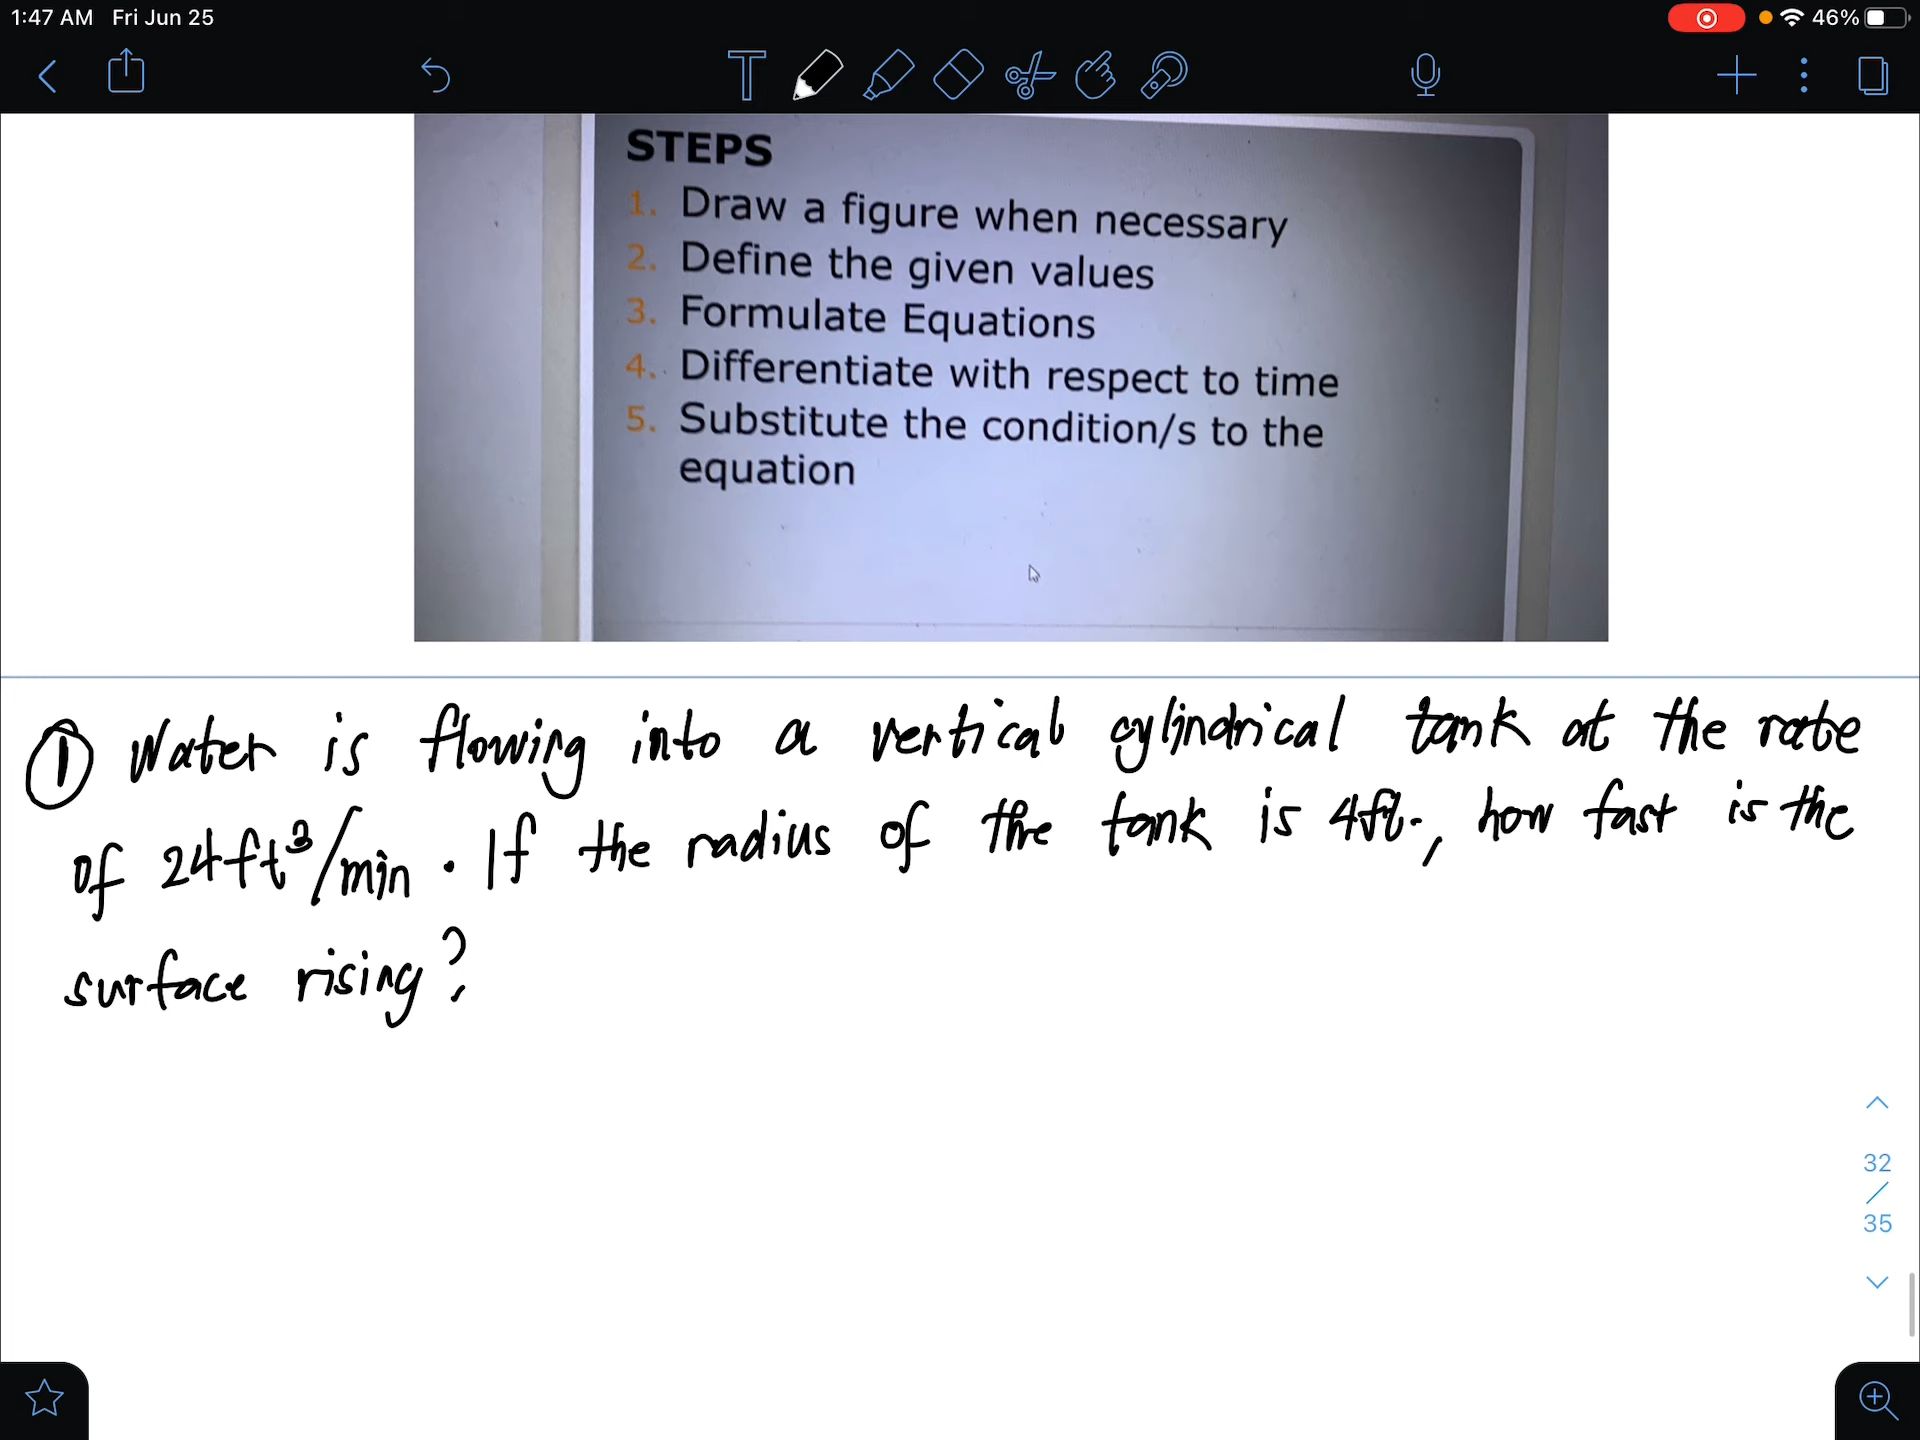 1:47 AM Fri Jun 25
46%
T
STEPS
1. Draw a figure when necessary
2. Define the given values
3. Formulate Equations
4. Differentiate with respect to time
5. Substitute the condition/s to the
equation
① Water is flowing into a vertical cylindrical tank at the rate
of 24ft³/min. If the radius of the tank is 4ft., how fast is the
surface rising?
32
/
35